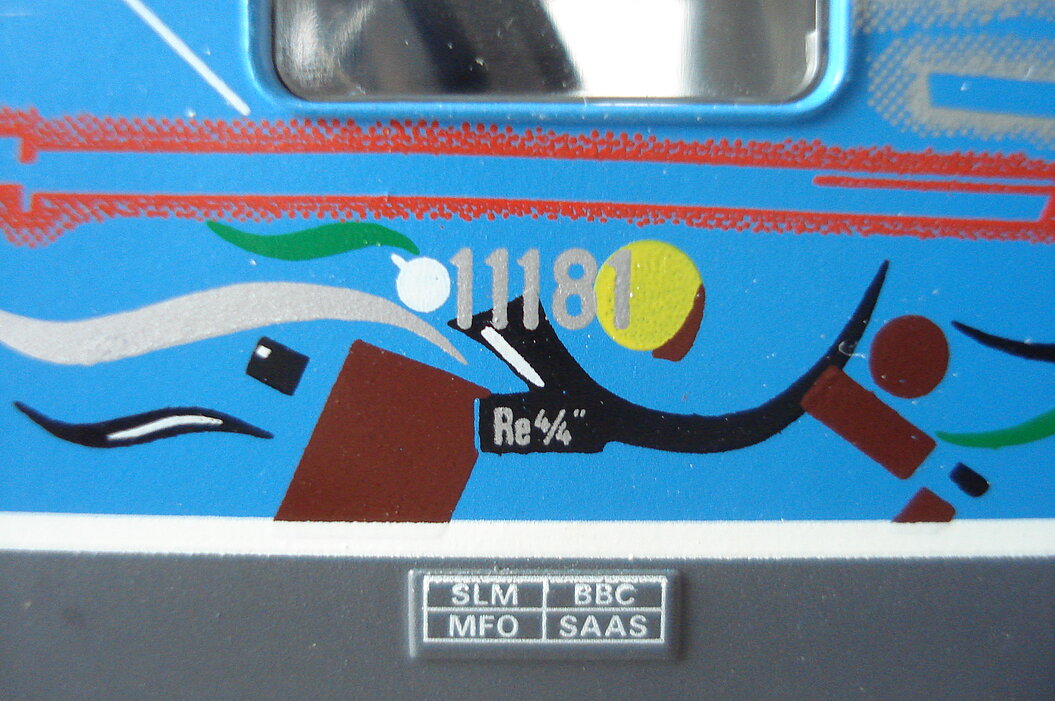 11181
Re 4/4"
SLM BBC
MFO SAAS